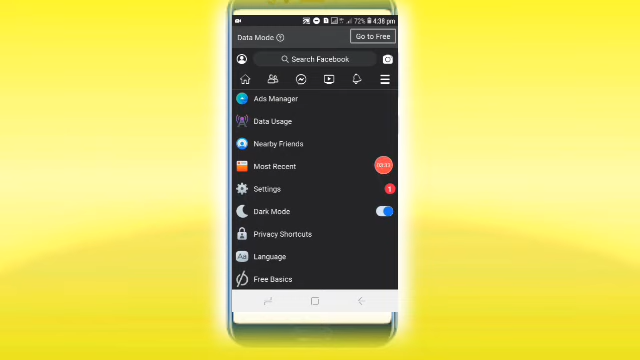 72% 4:38 pm
Data Mode ?
Go to Free
Search Facebook
Ads Manager
Data Usage
Nearby Friends
Most Recent
Settings
1
Dark Mode
Privacy Shortcuts
Aa
Language
Free Basics